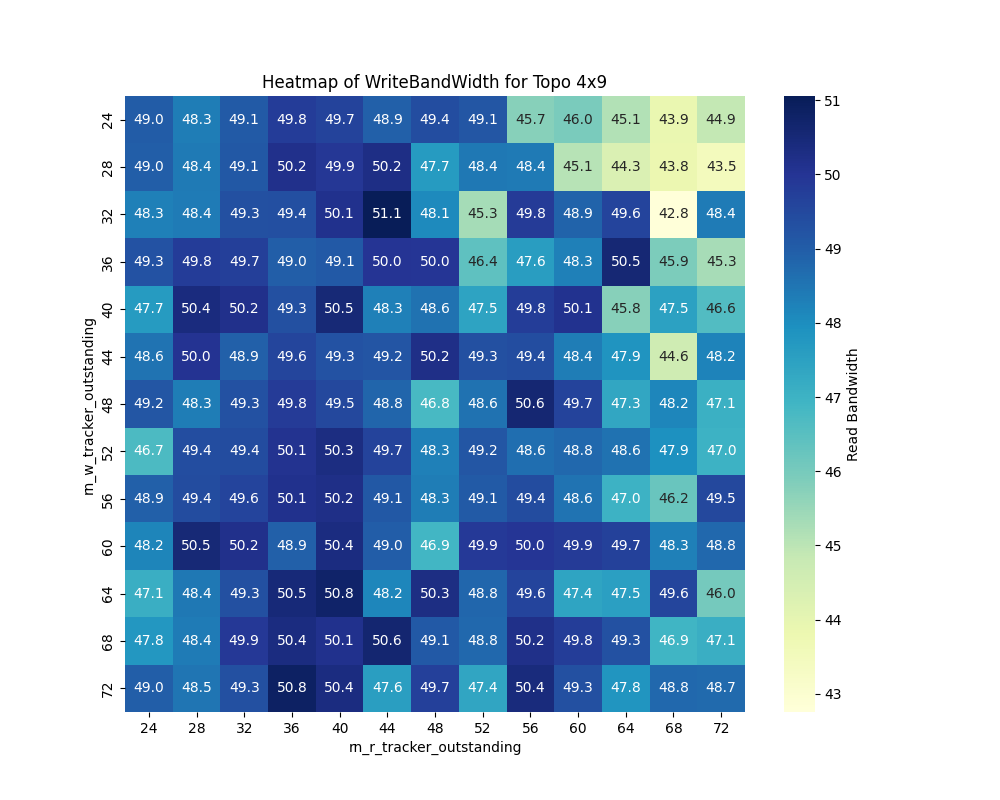 Heatmap of WriteBandWidth for Topo 4x9
24 49.0 48.3 49.1 49.8 49.7 48.9 49.4 49.1 45.7 46.0 45.1 43.9 44.9
28 49.0 48.4 49.1 50.2 49.9 50.2 47.7 48.4 48.4 45.1 44.3 43.8 43.5
32 48.3 48.4 49.3 49.4 50.1 51.1 48.1 45.3 49.8 48.9 49.6 42.8 48.4
36 49.3 49.8 49.7 49.0 49.1 50.0 50.0 46.4 47.6 48.3 50.5 45.9 45.3
40 47.7 50.4 50.2 49.3 50.5 48.3 48.6 47.5 49.8 50.1 45.8 47.5 46.6
44 48.6 50.0 48.9 49.6 49.3 49.2 50.2 49.3 49.4 48.4 47.9 44.6 48.2
48 49.2 48.3 49.3 49.8 49.5 48.8 46.8 48.6 50.6 49.7 47.3 48.2 47.1
52 46.7 49.4 49.4 50.1 50.3 49.7 48.3 49.2 48.6 48.8 48.6 47.9 47.0
56 48.9 49.4 49.6 50.1 50.2 49.1 48.3 49.1 49.4 48.6 47.0 46.2 49.5
60 48.2 50.5 50.2 48.9 50.4 49.0 46.9 49.9 50.0 49.9 49.7 48.3 48.8
64 47.1 48.4 49.3 50.5 50.8 48.2 50.3 48.8 49.6 47.4 47.5 49.6 46.0
68 47.8 48.4 49.9 50.4 50.1 50.6 49.1 48.8 50.2 49.8 49.3 46.9 47.1
72 49.0 48.5 49.3 50.8 50.4 47.6 49.7 47.4 50.4 49.3 47.8 48.8 48.7
24 28 32 36 40 44 48 52 56 60 64 68 72
rn_r_tracker_outstanding
rn_w_tracker_outstanding
51
50
49
48
47
46
45
44
43
Read Bandwidth